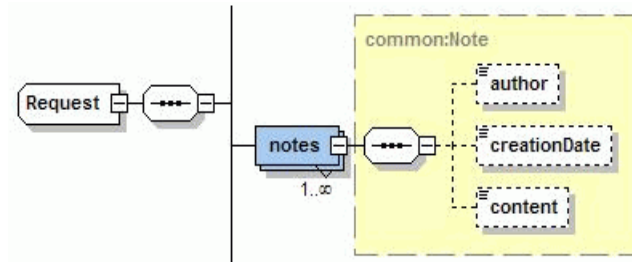 common:Note
Request
author
notes
creationDate
1..∞
content